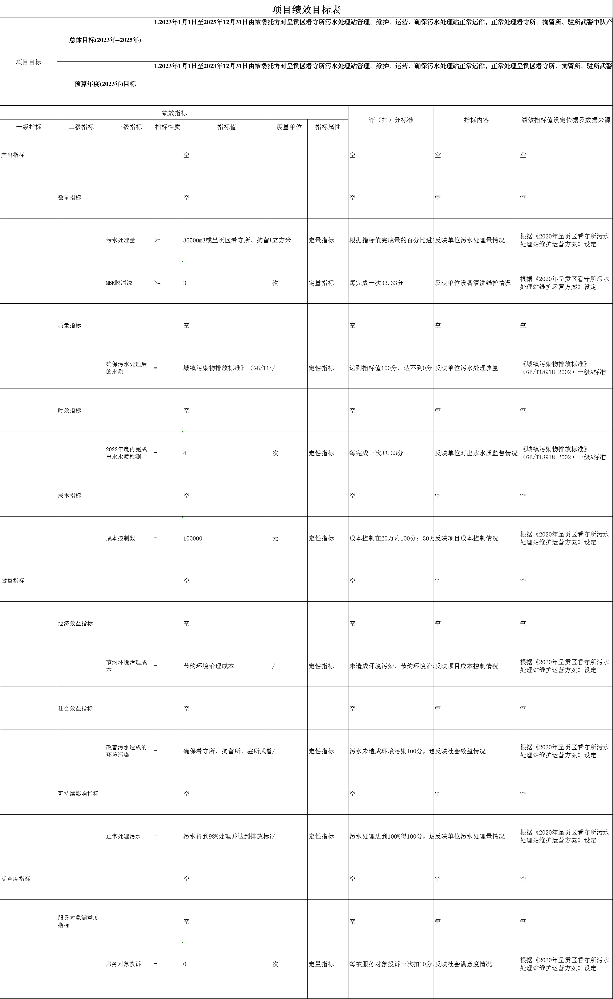 项目绩效目标表
项目目标
总体目标(2023年-2025年)
1.2023年1月1日至2025年12月31日由被委托方对呈贡区看守所污水处理站管理、维护、运营，确保污水处理站正常运作，正常处理看守所、拘留所、驻所武警中队产
预算年度(2023年)目标
1.2023年1月1日至2023年12月31日由被委托方对呈贡区看守所污水处理站管理、维护、运营，确保污水处理站正常运作，正常处理呈贡区看守所、拘留所、驻所武警
绩效指标
评（扣）分标准
指标内容
绩效指标值设定依据及数据来源
一级指标
二级指标
三级指标
指标性质
指标值
度量单位
指标属性
产出指标
空
空
空
空
数量指标
空
空
空
空
污水处理量
>=
36500m3或呈贡区看守所、拘留
立方米
定量指标
根据指标值完成量的百分比进
反映单位污水处理量情况
根据《2020年呈贡区看守所污水
处理站维护运营方案》设定
MBR膜清洗
>=
3
次
定量指标
每完成一次33.33分
反映单位设备清洗维护情况
根据《2020年呈贡区看守所污水
处理站维护运营方案》设定
质量指标
空
空
空
空
确保污水处理后
的水质
=
城镇污染物排放标准》（GB/T18
/
定性指标
达到指标值100分，达不到0分
反映单位污水处理质量
《城镇污染物排放标准》
（GB/T18918-2002）一级A标准
时效指标
空
空
空
空
2022年度内完成
出水水质检测
=
4
次
定性指标
每完成一次33.33分
反映单位对出水水质监督情况
《城镇污染物排放标准》
（GB/T18918-2002）一级A标准
成本指标
空
空
空
空
成本控制数
=
100000
元
定性指标
成本控制在20万内100分；30万
反映项目成本控制情况
根据《2020年呈贡区看守所污水
处理站维护运营方案》设定
效益指标
空
空
空
空
经济效益指标
空
空
空
空
节约环境治理成
本
=
节约环境治理成本
/
定性指标
未造成环境污染、节约环境治
反映项目成本控制情况
根据《2020年呈贡区看守所污水
处理站维护运营方案》设定
社会效益指标
空
空
空
空
改善污水造成的
环境污染
=
确保看守所、拘留所、驻所武警
/
定性指标
污水未造成环境污染100分，造
反映社会效益情况
根据《2020年呈贡区看守所污水
处理站维护运营方案》设定
可持续影响指标
空
空
空
空
正常处理污水
=
污水得到98%处理并达到排放标
/
定性指标
污水处理达到100%得100分，达
反映单位污水处理量情况
根据《2020年呈贡区看守所污水
处理站维护运营方案》设定
满意度指标
空
空
空
空
服务对象满意度
指标
空
空
空
空
服务对象投诉
=
0
次
定量指标
每被服务对象投诉一次扣10分
反映社会满意度情况
根据《2020年呈贡区看守所污水
处理站维护运营方案》设定